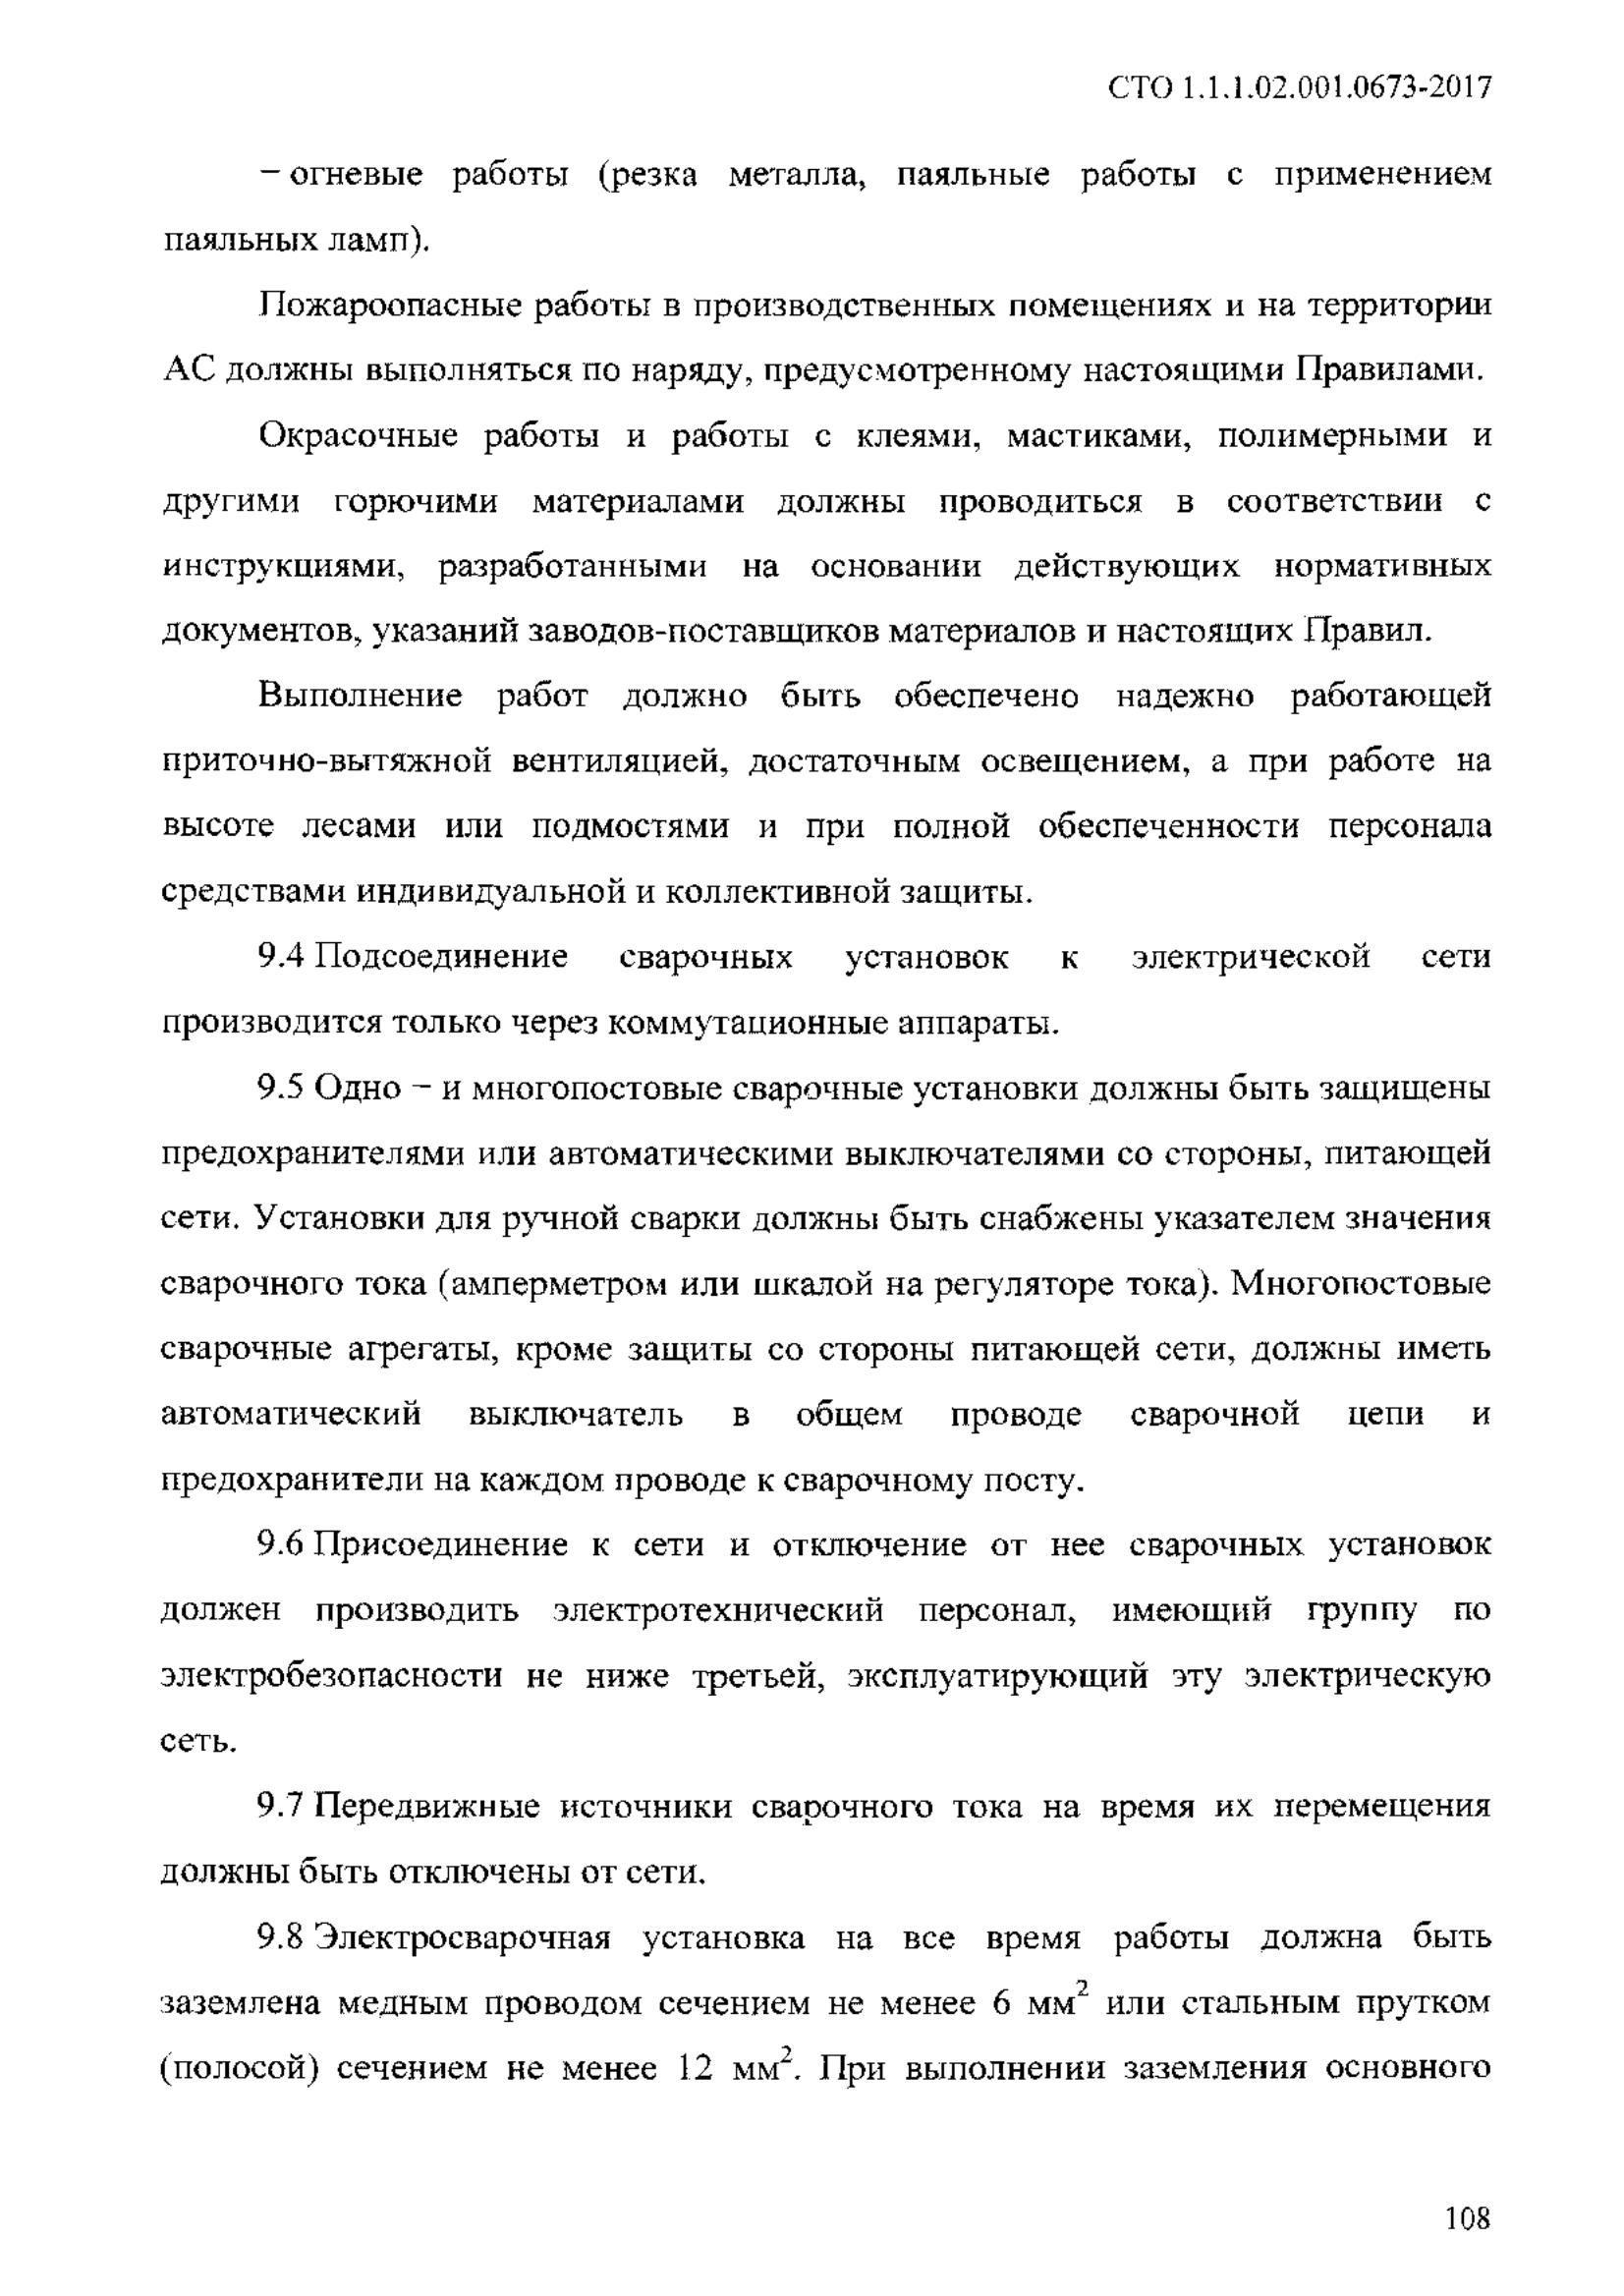 СТО 1.1.1.02.001.0673-2017
− огневые работы (резка металла, паяльные работы с применением
паяльных ламп).
Пожароопасные работы в производственных помещениях и на территории
АС должны выполняться по наряду, предусмотренному настоящими Правилами.
Окрасочные работы и работы с клеями, мастиками, полимерными и
другими горючими материалами должны проводиться в соответствии с
инструкциями, разработанными на основании действующих нормативных
документов, указаний заводов-поставщиков материалов и настоящих Правил.
Выполнение работ должно быть обеспечено надежно работающей
приточно-вытяжной вентиляцией, достаточным освещением, а при работе на
высоте лесами или подмостями и при полной обеспеченности персонала
средствами индивидуальной и коллективной защиты.
9.4 Подсоединение сварочных установок к электрической сети
производится только через коммутационные аппараты.
9.5 Одно − и многопостовые сварочные установки должны быть защищены
предохранителями или автоматическими выключателями со стороны, питающей
сети. Установки для ручной сварки должны быть снабжены указателем значения
сварочного тока (амперметром или шкалой на регуляторе тока). Многопостовые
сварочные агрегаты, кроме защиты со стороны питающей сети, должны иметь
автоматический выключатель в общем проводе сварочной цепи и
предохранители на каждом проводе к сварочному посту.
9.6 Присоединение к сети и отключение от нее сварочных установок
должен производить электротехнический персонал, имеющий группу по
электробезопасности не ниже третьей, эксплуатирующий эту электрическую
сеть.
9.7 Передвижные источники сварочного тока на время их перемещения
должны быть отключены от сети.
9.8 Электросварочная установка на все время работы должна быть
заземлена медным проводом сечением не менее 6 мм² или стальным прутком
(полосой) сечением не менее 12 мм². При выполнении заземления основного
108